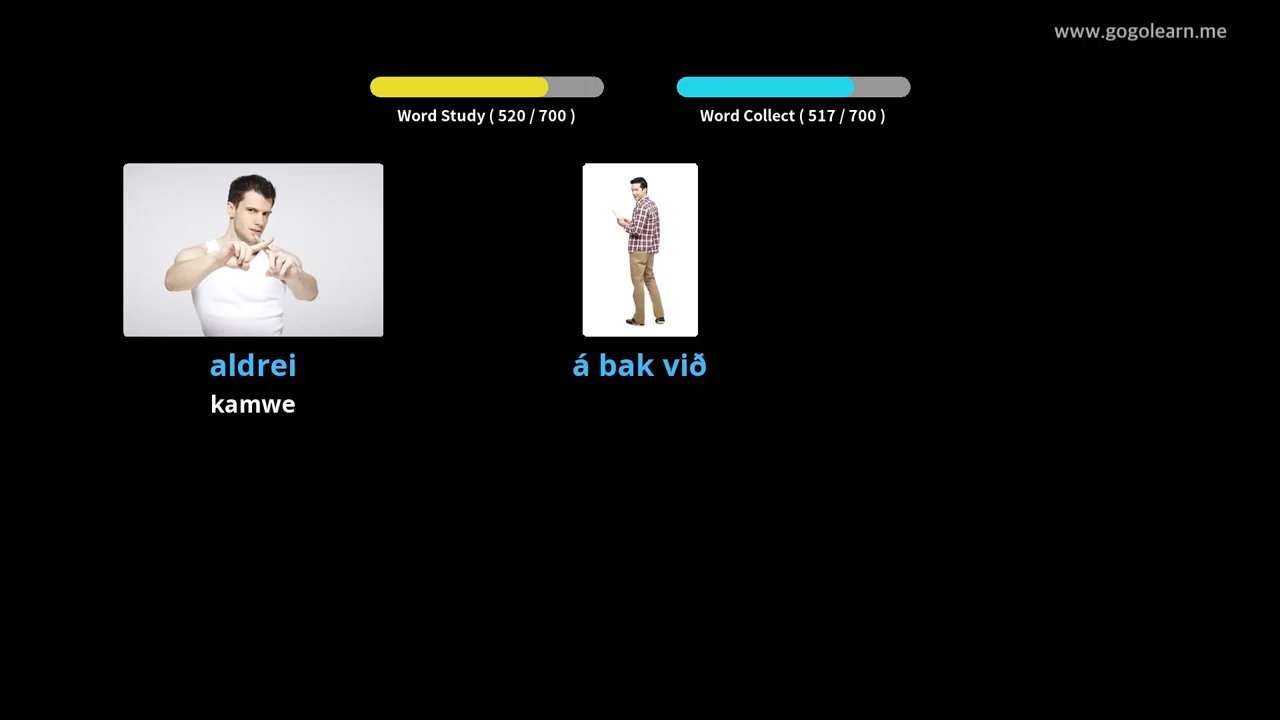 www.gogolearn.me
Word Study ( 520 / 700 )
Word Collect ( 517 / 700 )
aldrei
kamwe
á bak við